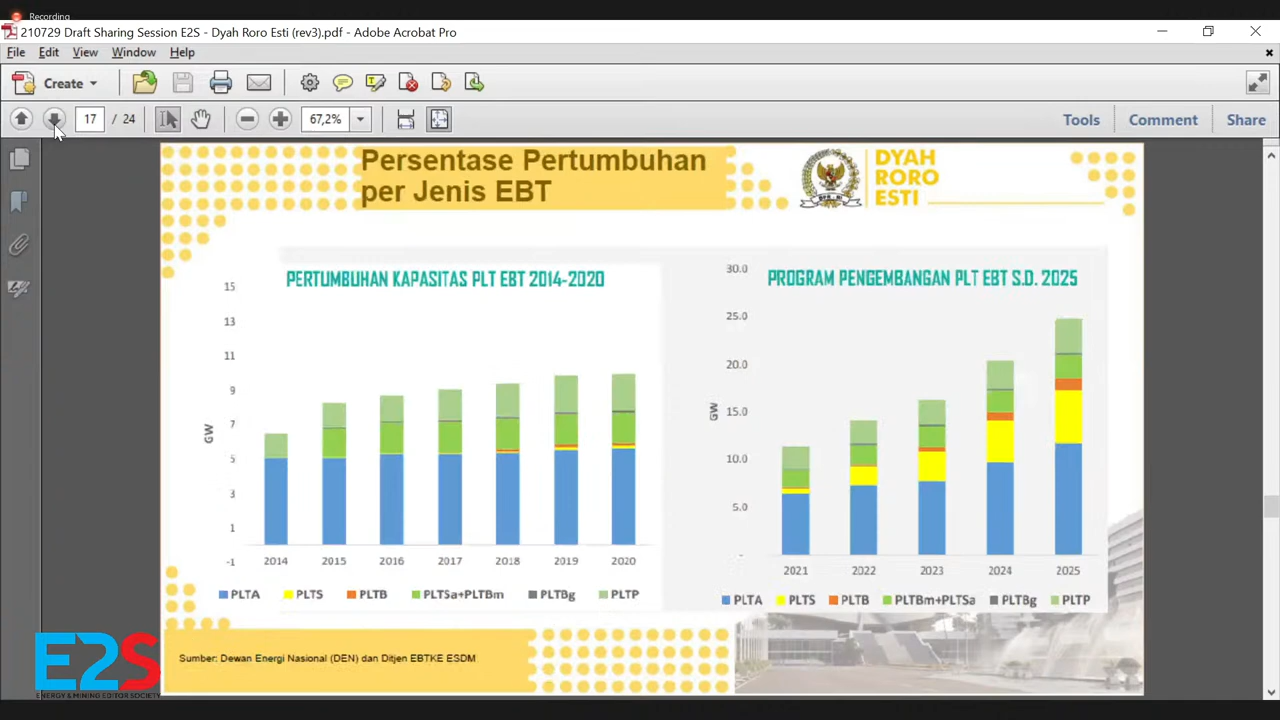 Recording
210729 Draft Sharing Session E2S - Dyah Roro Esti (rev3).pdf - Adobe Acrobat Pro
File Edit View Window Help
Create
17 / 24
67,2%
Tools Comment Share
Persentase Pertumbuhan
per Jenis EBT
DYAH
RORO
ESTI
PERTUMBUHAN KAPASITAS PLT EBT 2014-2020
15
13
11
9
7
5
3
1
-1
GW
2014 2015 2016 2017 2018 2019 2020
PLTA PLTS PLTB PLTSa+PLTBm PLTBg PLTP
PROGRAM PENGEMBANGAN PLT EBT S.D. 2025
30.0
25.0
20.0
15.0
10.0
5.0
-
GW
2021 2022 2023 2024 2025
PLTA PLTS PLTB PLTBm+PLTSa PLTBg PLTP
Sumber: Dewan Energi Nasional (DEN) dan Ditjen EBTKE ESDM
E2S
ENERGY & MINING EDITOR SOCIETY